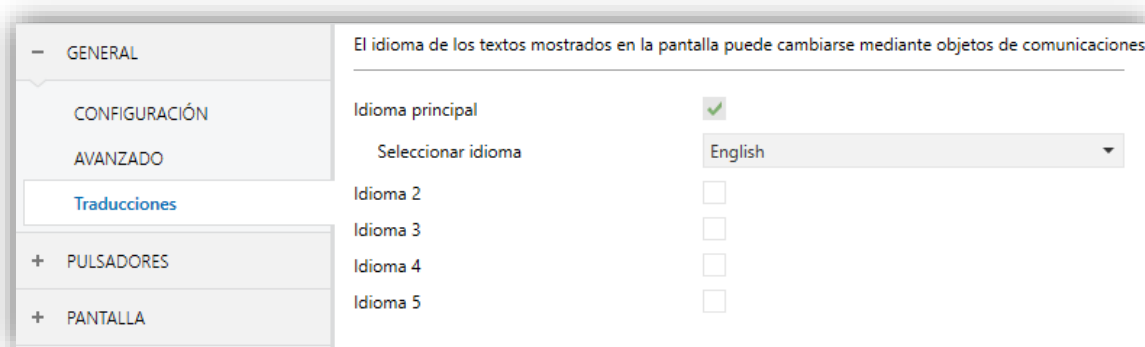 GENERAL
CONFIGURACIÓN
AVANZADO
Traducciones
PULSADORES
PANTALLA
El idioma de los textos mostrados en la pantalla puede cambiarse mediante objetos de comunicaciones
Idioma principal
Seleccionar idioma English
Idioma 2
Idioma 3
Idioma 4
Idioma 5